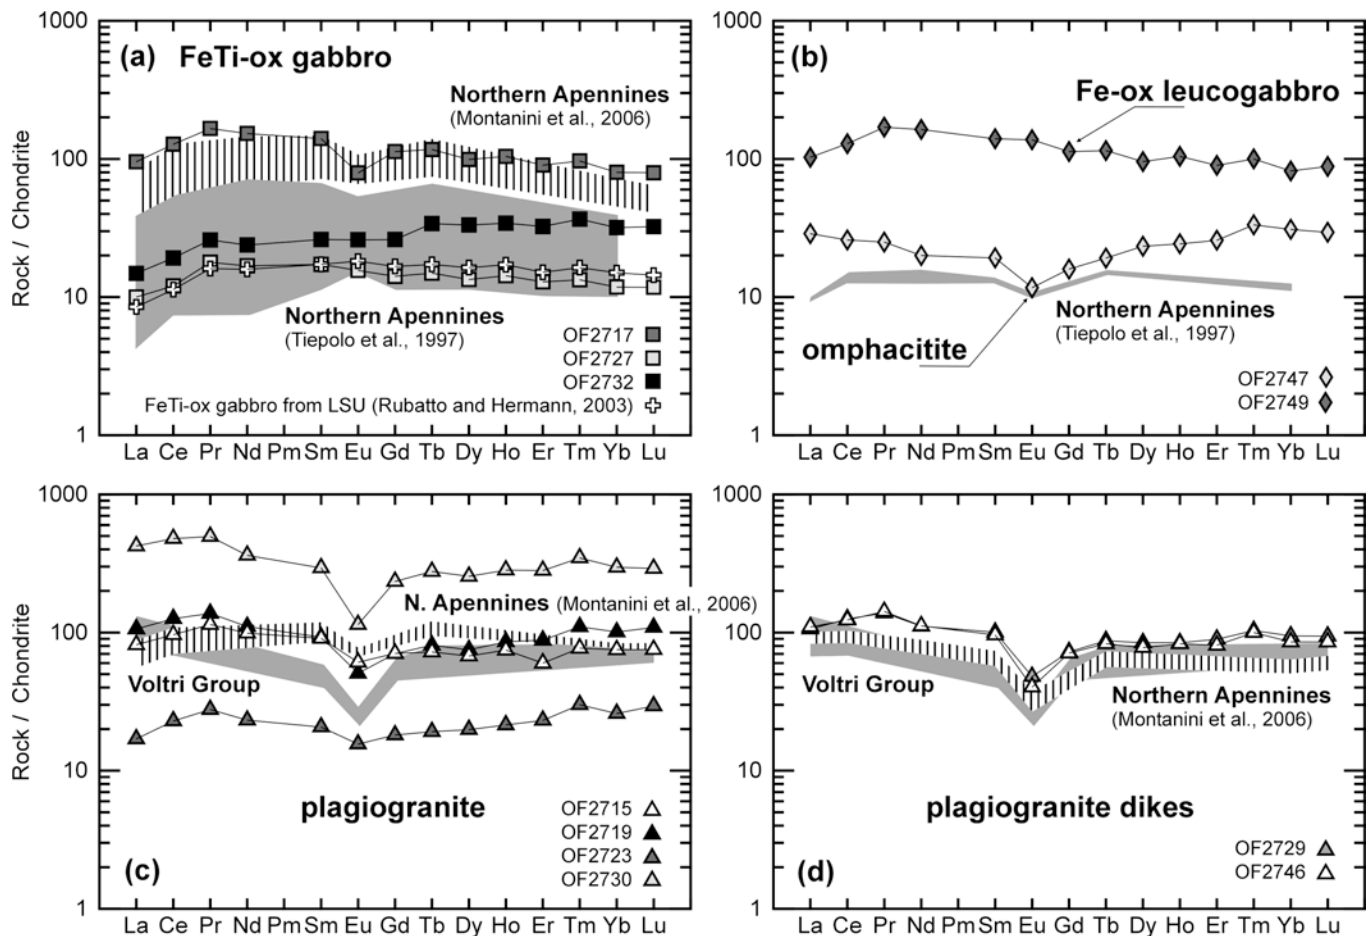 Rock / Chondrite
1000
100
10
1
(a) FeTi-ox gabbro
Northern Apennines
(Montanini et al., 2006)
Northern Apennines
(Tiepolo et al., 1997)
OF2717
OF2727
OF2732
FeTi-ox gabbro from LSU (Rubatto and Hermann, 2003)
La Ce Pr Nd Pm Sm Eu Gd Tb Dy Ho Er Tm Yb Lu
1000
100
10
1
(b)
Fe-ox leucogabbro
Northern Apennines
(Tiepolo et al., 1997)
omphacitite
OF2747
OF2749
La Ce Pr Nd Pm Sm Eu Gd Tb Dy Ho Er Tm Yb Lu
Rock / Chondrite
1000
100
10
1
N. Apennines (Montanini et al., 2006)
Voltri Group
plagiogranite
OF2715
OF2719
OF2723
OF2730
(c)
La Ce Pr Nd Pm Sm Eu Gd Tb Dy Ho Er Tm Yb Lu
1000
100
10
1
Voltri Group
Northern Apennines
(Montanini et al., 2006)
plagiogranite dikes
OF2729
OF2746
(d)
La Ce Pr Nd Pm Sm Eu Gd Tb Dy Ho Er Tm Yb Lu